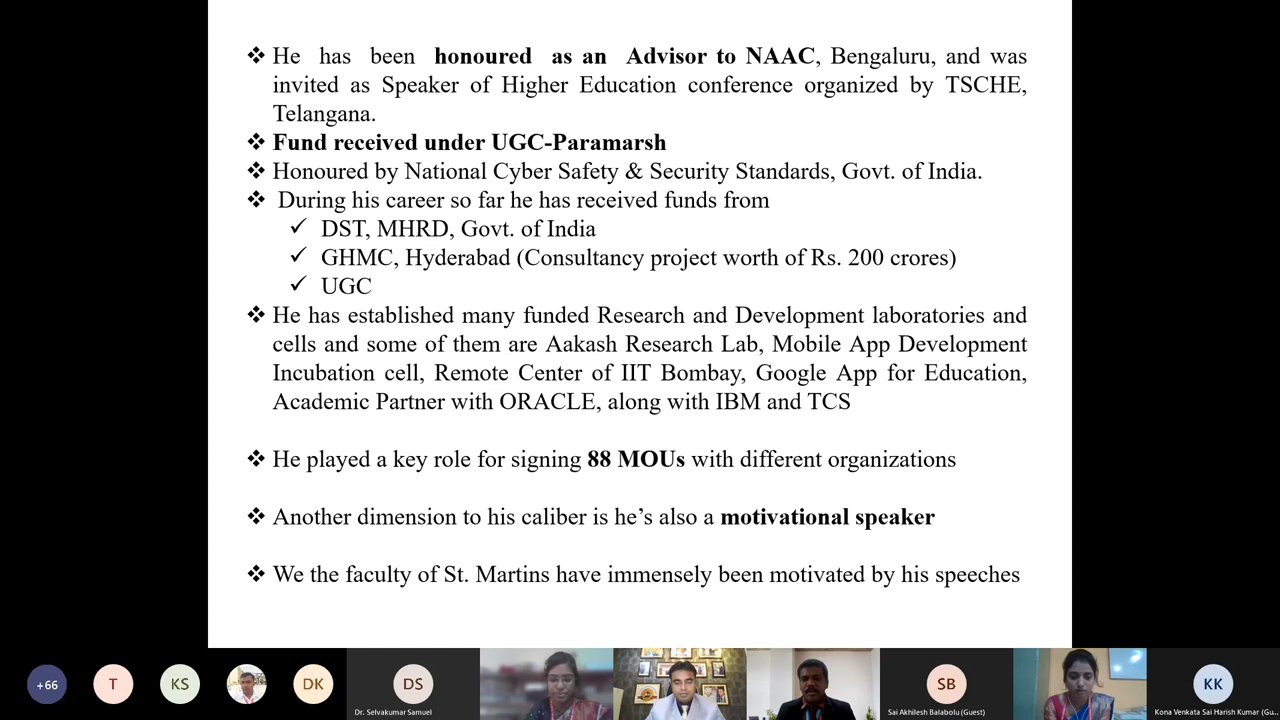 ❖ He has been honoured as an Advisor to NAAC, Bengaluru, and was
invited as Speaker of Higher Education conference organized by TSCHE,
Telangana.
❖ Fund received under UGC-Paramarsh
❖ Honoured by National Cyber Safety & Security Standards, Govt. of India.
❖ During his career so far he has received funds from
✓ DST, MHRD, Govt. of India
✓ GHMC, Hyderabad (Consultancy project worth of Rs. 200 crores)
✓ UGC
❖ He has established many funded Research and Development laboratories and
cells and some of them are Aakash Research Lab, Mobile App Development
Incubation cell, Remote Center of IIT Bombay, Google App for Education,
Academic Partner with ORACLE, along with IBM and TCS
❖ He played a key role for signing 88 MOUs with different organizations
❖ Another dimension to his caliber is he's also a motivational speaker
❖ We the faculty of St. Martins have immensely been motivated by his speeches
+66
T
KS
DK
DS
SB
KK
Dr. Selvakumar Samuel
Sai Akhilesh Balabolu (Guest)
Kona Venkata Sai Harish Kumar (Gu...